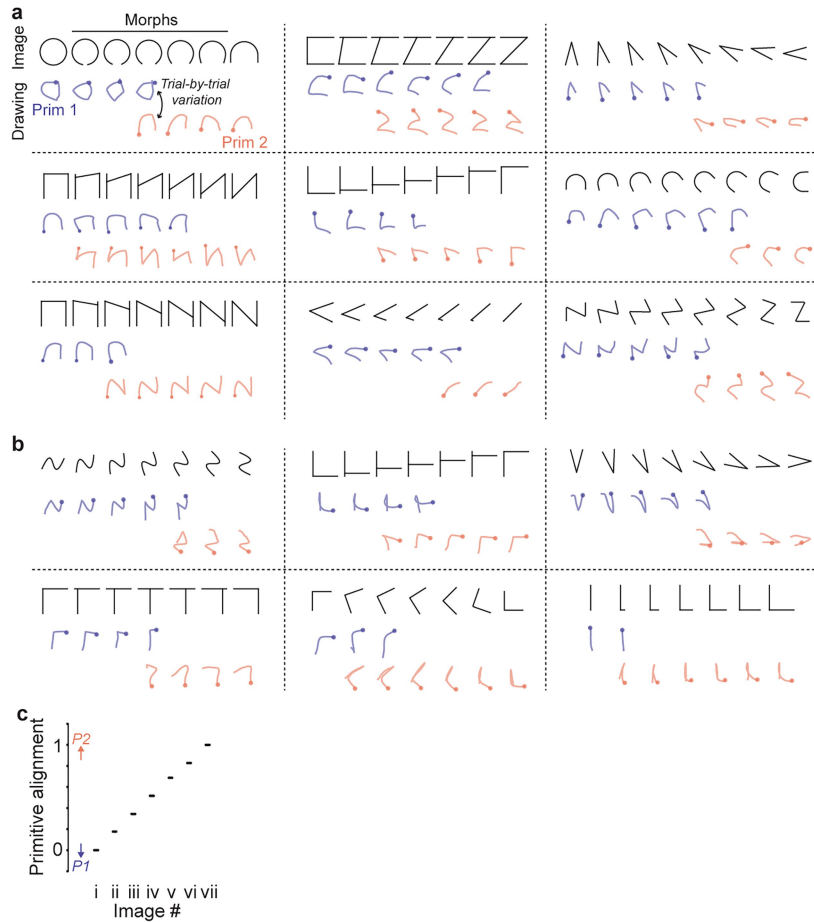 a
Morphs
Image
Drawing
Trial-by-trial
variation
Prim 1
Prim 2
b
c
Primitive alignment
1
P2
0
P1
i ii iii iv v vi vii
Image #